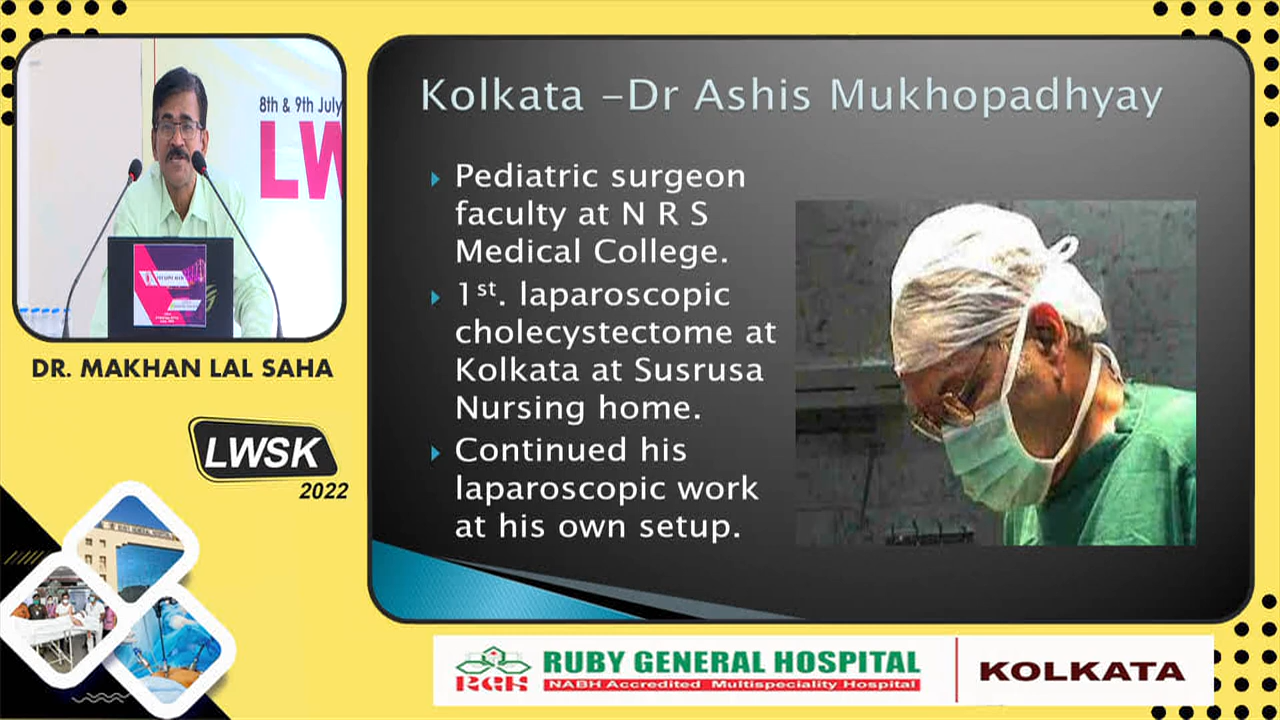 8th & 9th July
LW
DR. MAKHAN LAL SAHA
LWSK
2022
Kolkata –Dr Ashis Mukhopadhyay
Pediatric surgeon
faculty at N R S
Medical College.
1st. laparoscopic
cholecystectome at
Kolkata at Susrusa
Nursing home.
Continued his
laparoscopic work
at his own setup.
RGH
RUBY GENERAL HOSPITAL
NABH Accredited Multispeciality Hospital
KOLKATA